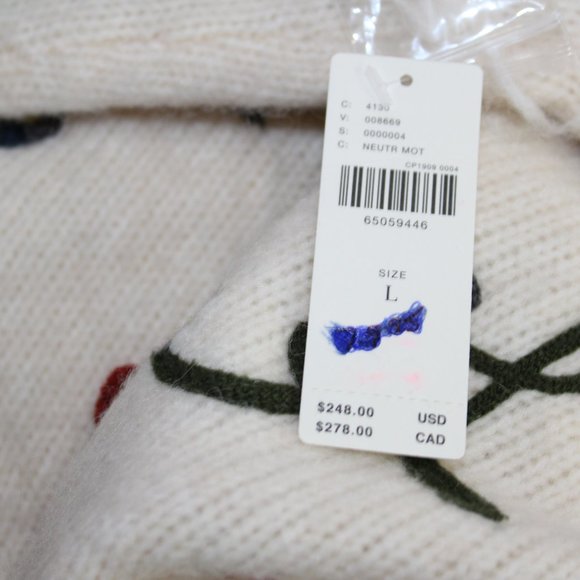 C: 4130
V: 008669
S: 0000004
C: NEUTR MOT
CP1909 0004
65059446
SIZE
L
$248.00 USD
$278.00 CAD